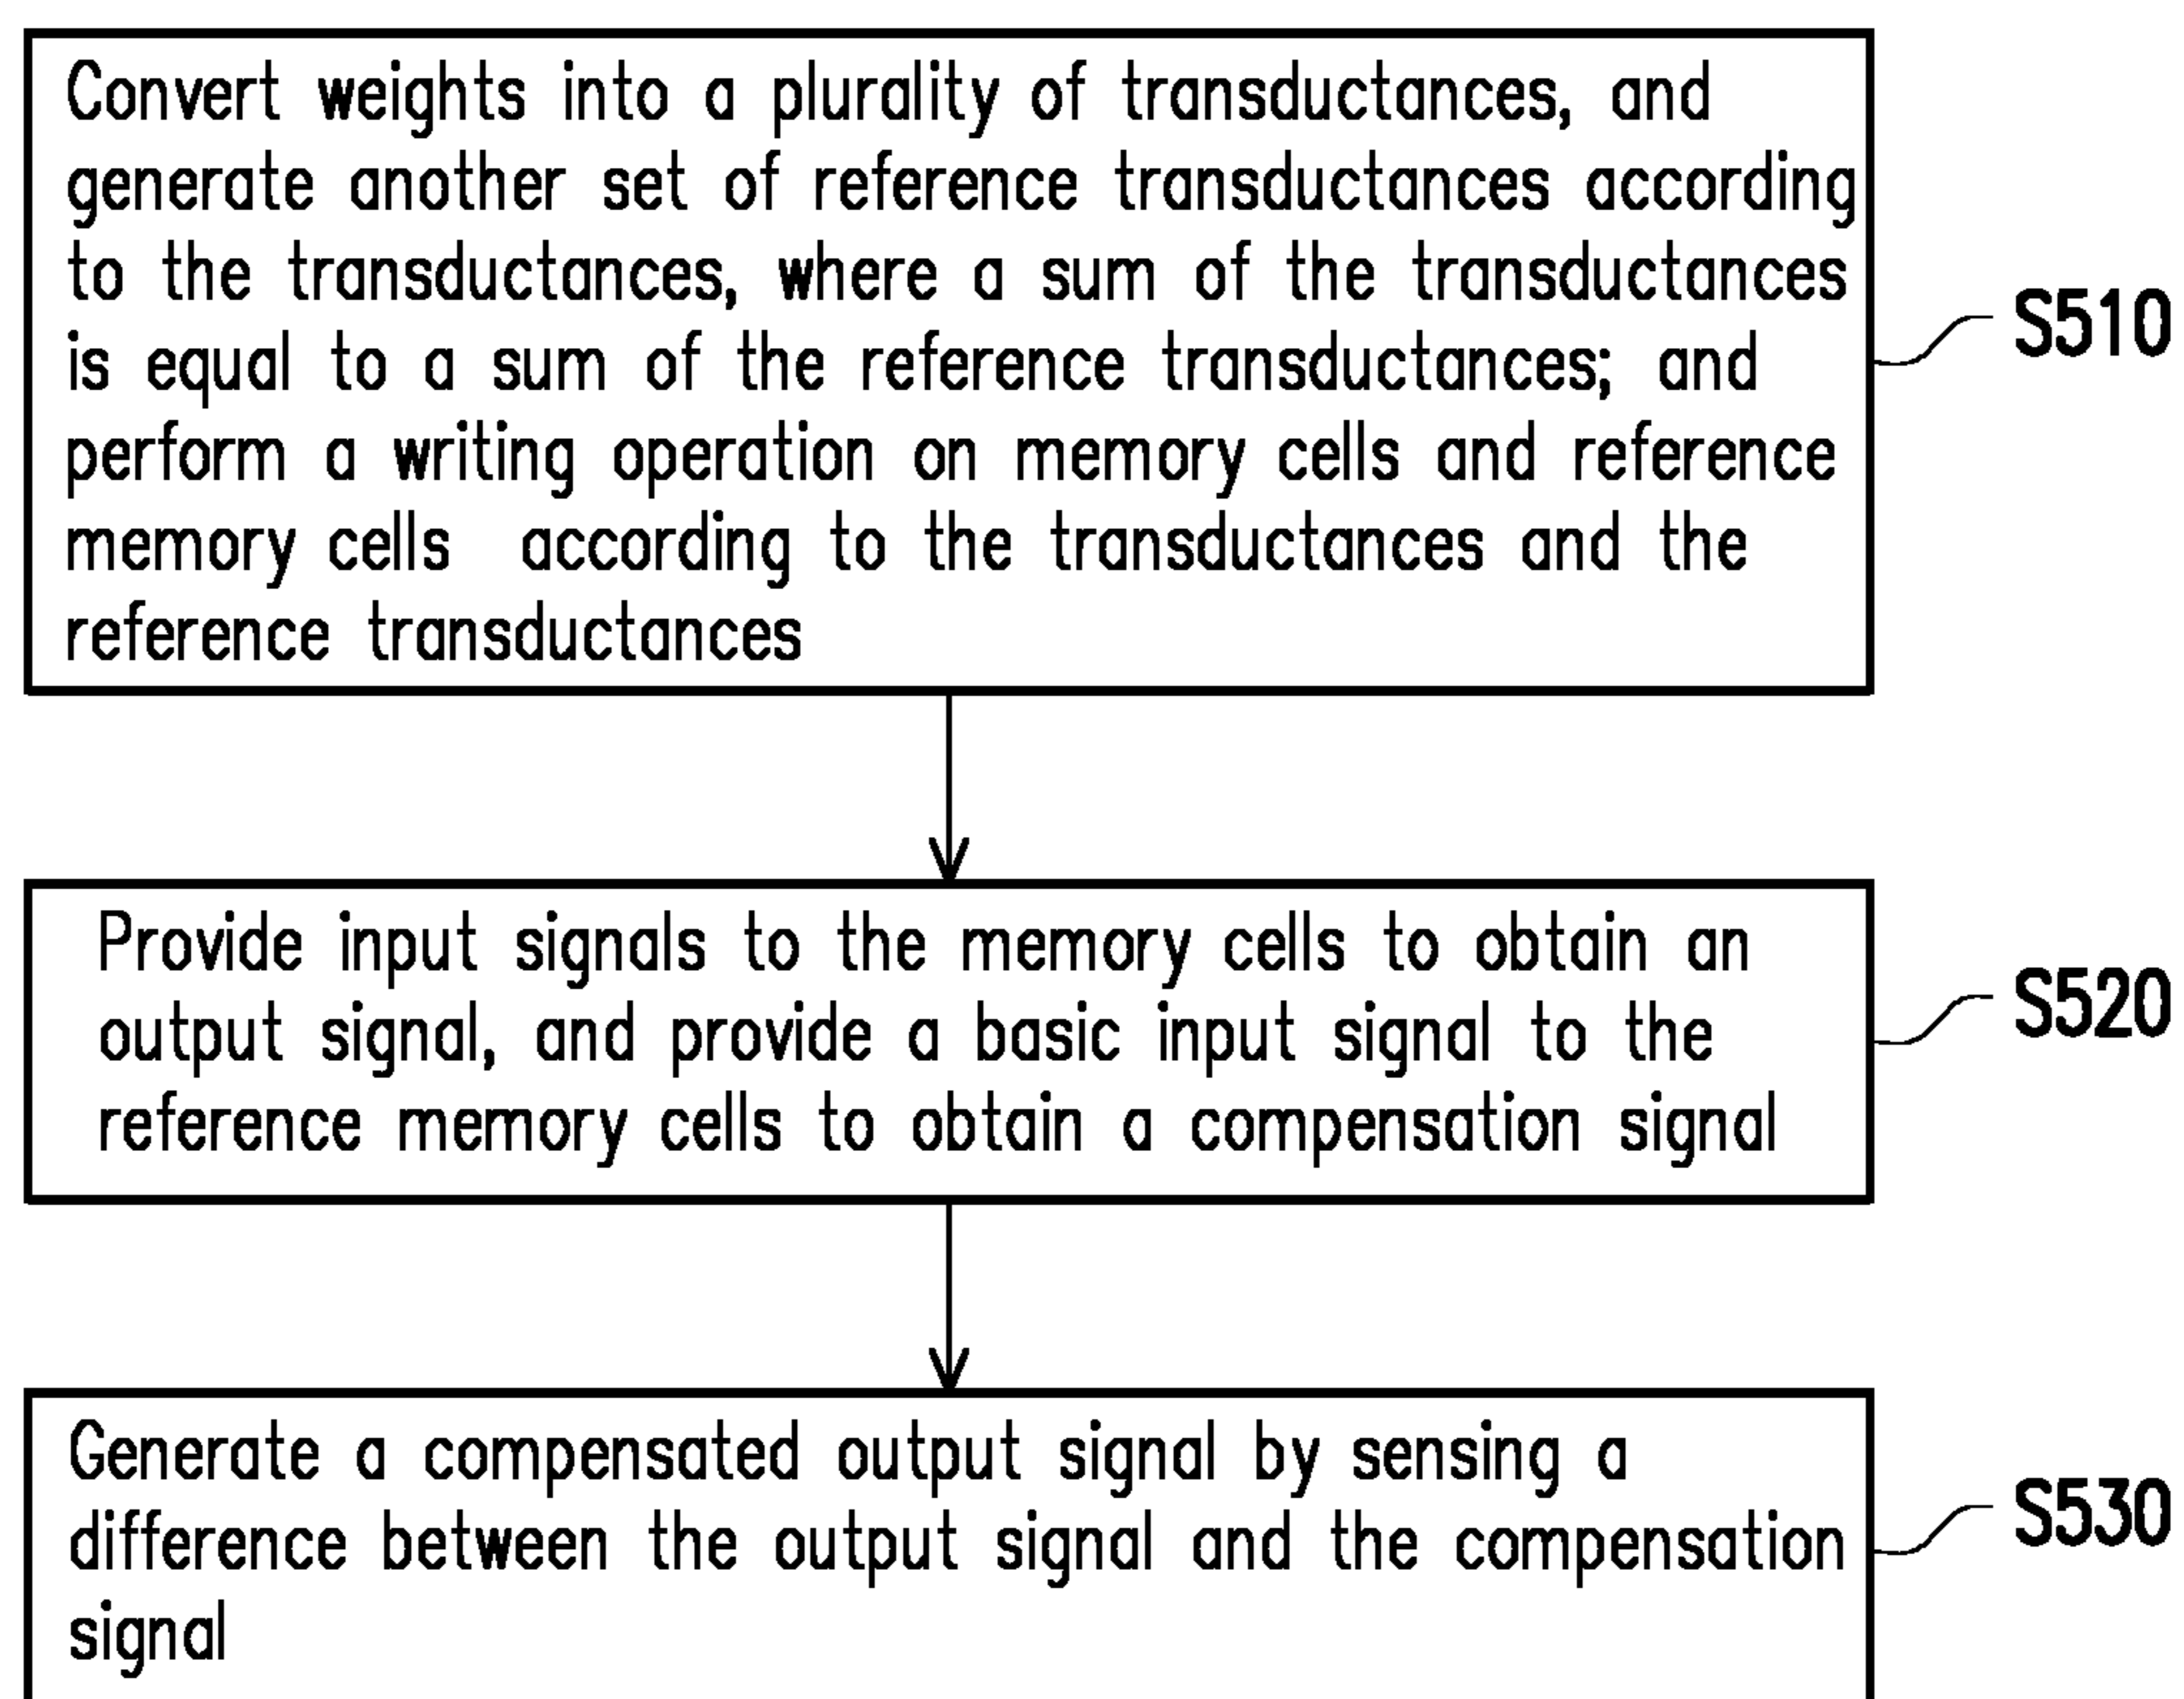 Convert weights into a plurality of transductances, and
generate another set of reference transductances according
to the transductances, where a sum of the transductances
is equal to a sum of the reference transductances; and
perform a writing operation on memory cells and reference
memory cells according to the transductances and the
reference transductances
S510
Provide input signals to the memory cells to obtain an
output signal, and provide a basic input signal to the
reference memory cells to obtain a compensation signal
S520
Generate a compensated output signal by sensing a
difference between the output signal and the compensation
signal
S530